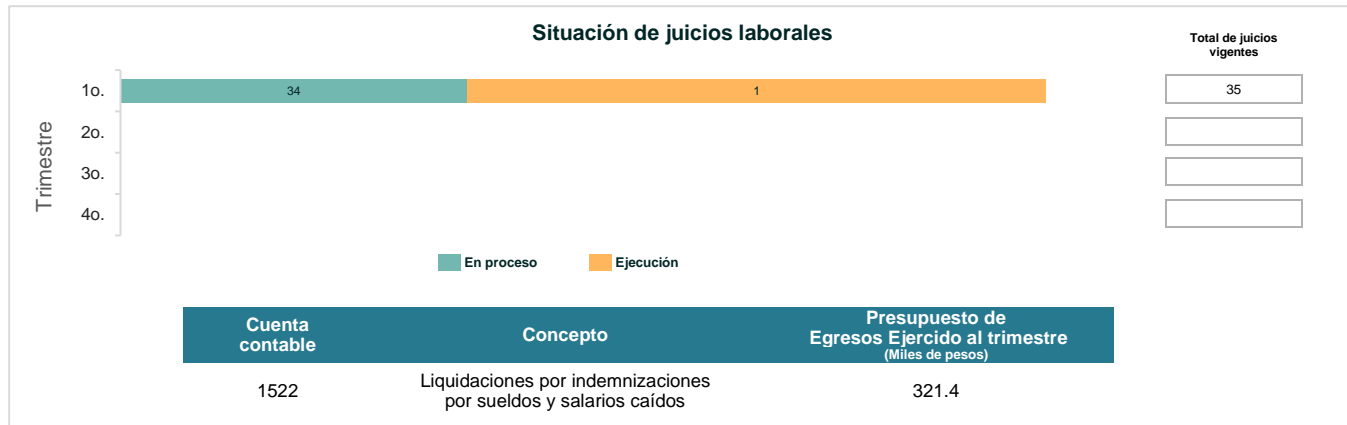 Situación de juicios laborales
Total de juicios
vigentes
Trimestre
1o.
34
1
35
2o.
3o.
4o.
En proceso
Ejecución
Cuenta
contable
Concepto
Presupuesto de
Egresos Ejercido al trimestre
(Miles de pesos)
1522
Liquidaciones por indemnizaciones
por sueldos y salarios caídos
321.4